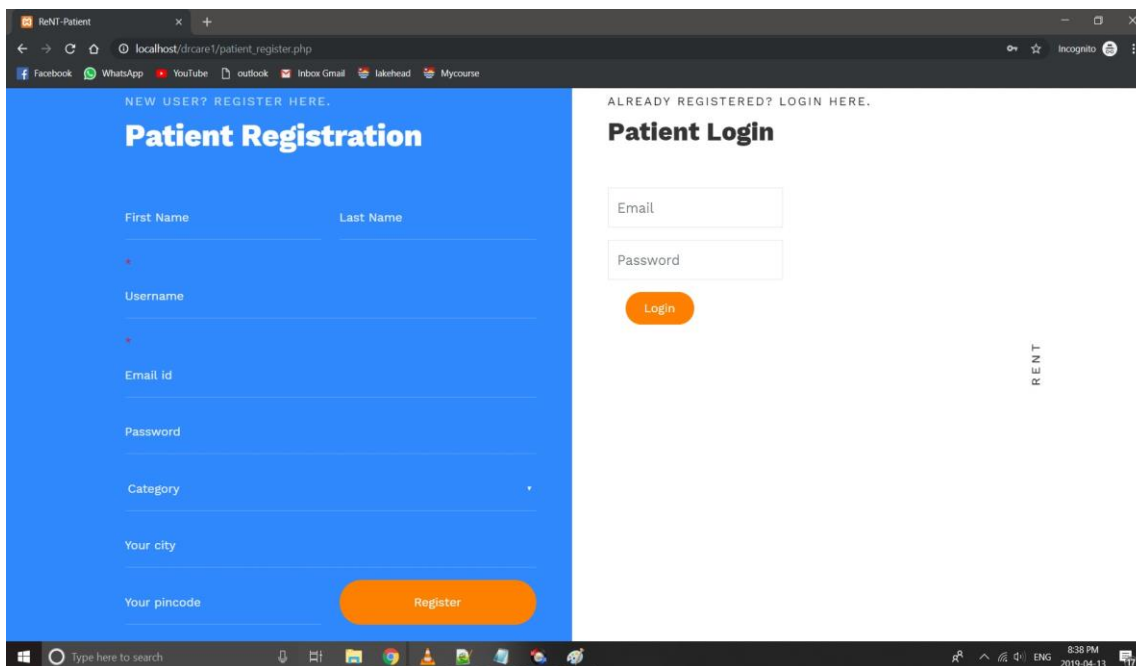 ReNT-Patient
localhost/drcare1/patient_register.php
Incognito
Facebook WhatsApp YouTube outlook Inbox Gmail lakehead Mycourse
NEW USER? REGISTER HERE.
Patient Registration
First Name Last Name
*
Username
*
Email id
Password
Category
Your city
Your pincode Register
ALREADY REGISTERED? LOGIN HERE.
Patient Login
Email
Password
Login
RENT
Type here to search
ENG
8:38 PM
2019-04-13